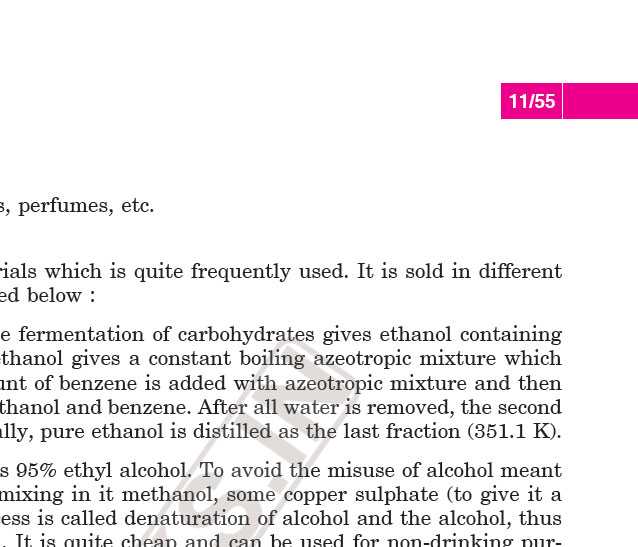 11/55
s, perfumes, etc.
rials which is quite frequently used. It is sold in different
ed below :
e fermentation of carbohydrates gives ethanol containing
ethanol gives a constant boiling azeotropic mixture which
unt of benzene is added with azeotropic mixture and then
thanol and benzene. After all water is removed, the second
ally, pure ethanol is distilled as the last fraction (351.1 K).
s 95% ethyl alcohol. To avoid the misuse of alcohol meant
mixing in it methanol, some copper sulphate (to give it a
cess is called denaturation of alcohol and the alcohol, thus
. It is quite cheap and can be used for non-drinking pur-
S.IN